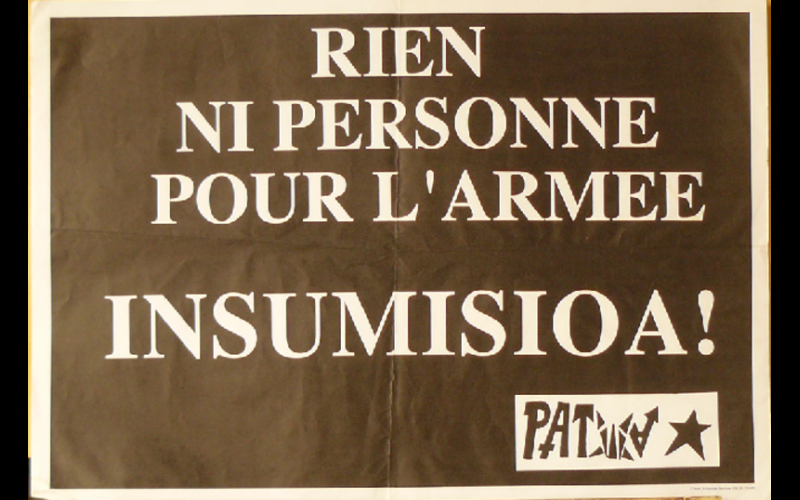 RIEN
NI PERSONNE
POUR L'ARMEE
INSUMISIOA!
PATXA